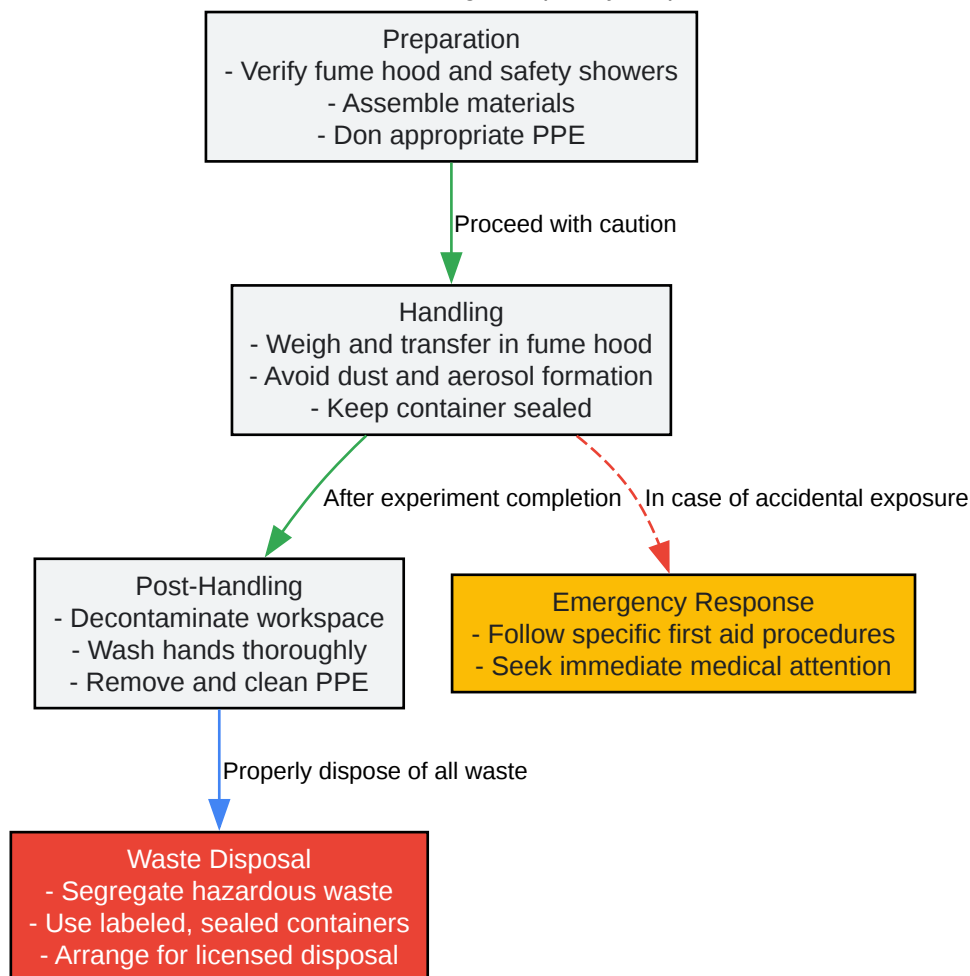 Preparation
- Verify fume hood and safety showers
- Assemble materials
- Don appropriate PPE
Proceed with caution
Handling
- Weigh and transfer in fume hood
- Avoid dust and aerosol formation
- Keep container sealed
After experiment completion
In case of accidental exposure
Post-Handling
- Decontaminate workspace
- Wash hands thoroughly
- Remove and clean PPE
Emergency Response
- Follow specific first aid procedures
- Seek immediate medical attention
Properly dispose of all waste
Waste Disposal
- Segregate hazardous waste
- Use labeled, sealed containers
- Arrange for licensed disposal